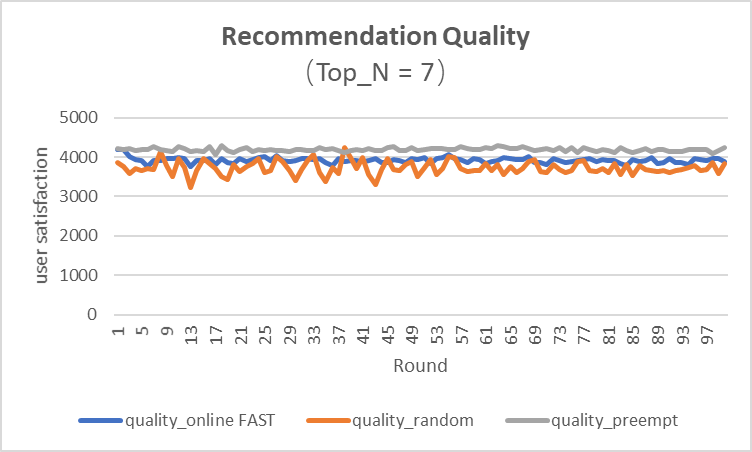 Recommendation Quality
（Top_N = 7）
user satisfaction
5000
4000
3000
2000
1000
0
1 5 9 13 17 21 25 29 33 37 41 45 49 53 57 61 65 69 73 77 81 85 89 93 97
Round
quality_online FAST quality_random quality_preempt